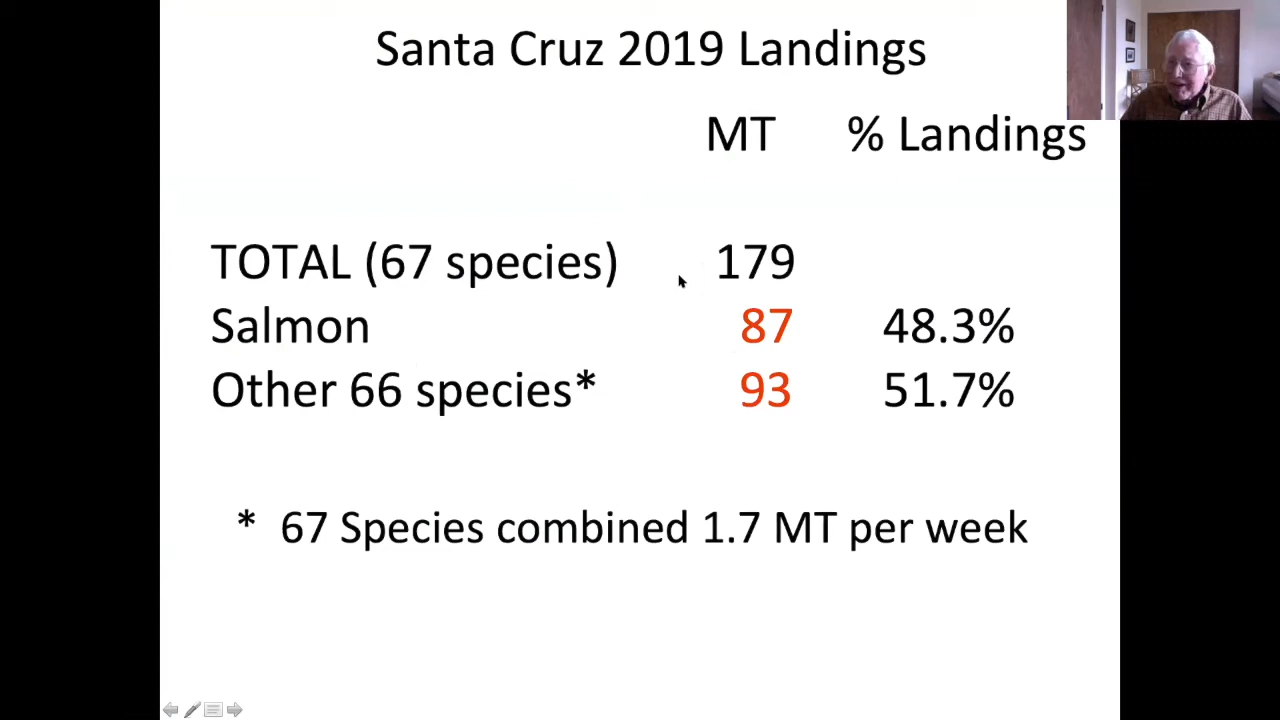 Santa Cruz 2019 Landings
MT % Landings
TOTAL (67 species) 179
Salmon 87 48.3%
Other 66 species* 93 51.7%
* 67 Species combined 1.7 MT per week